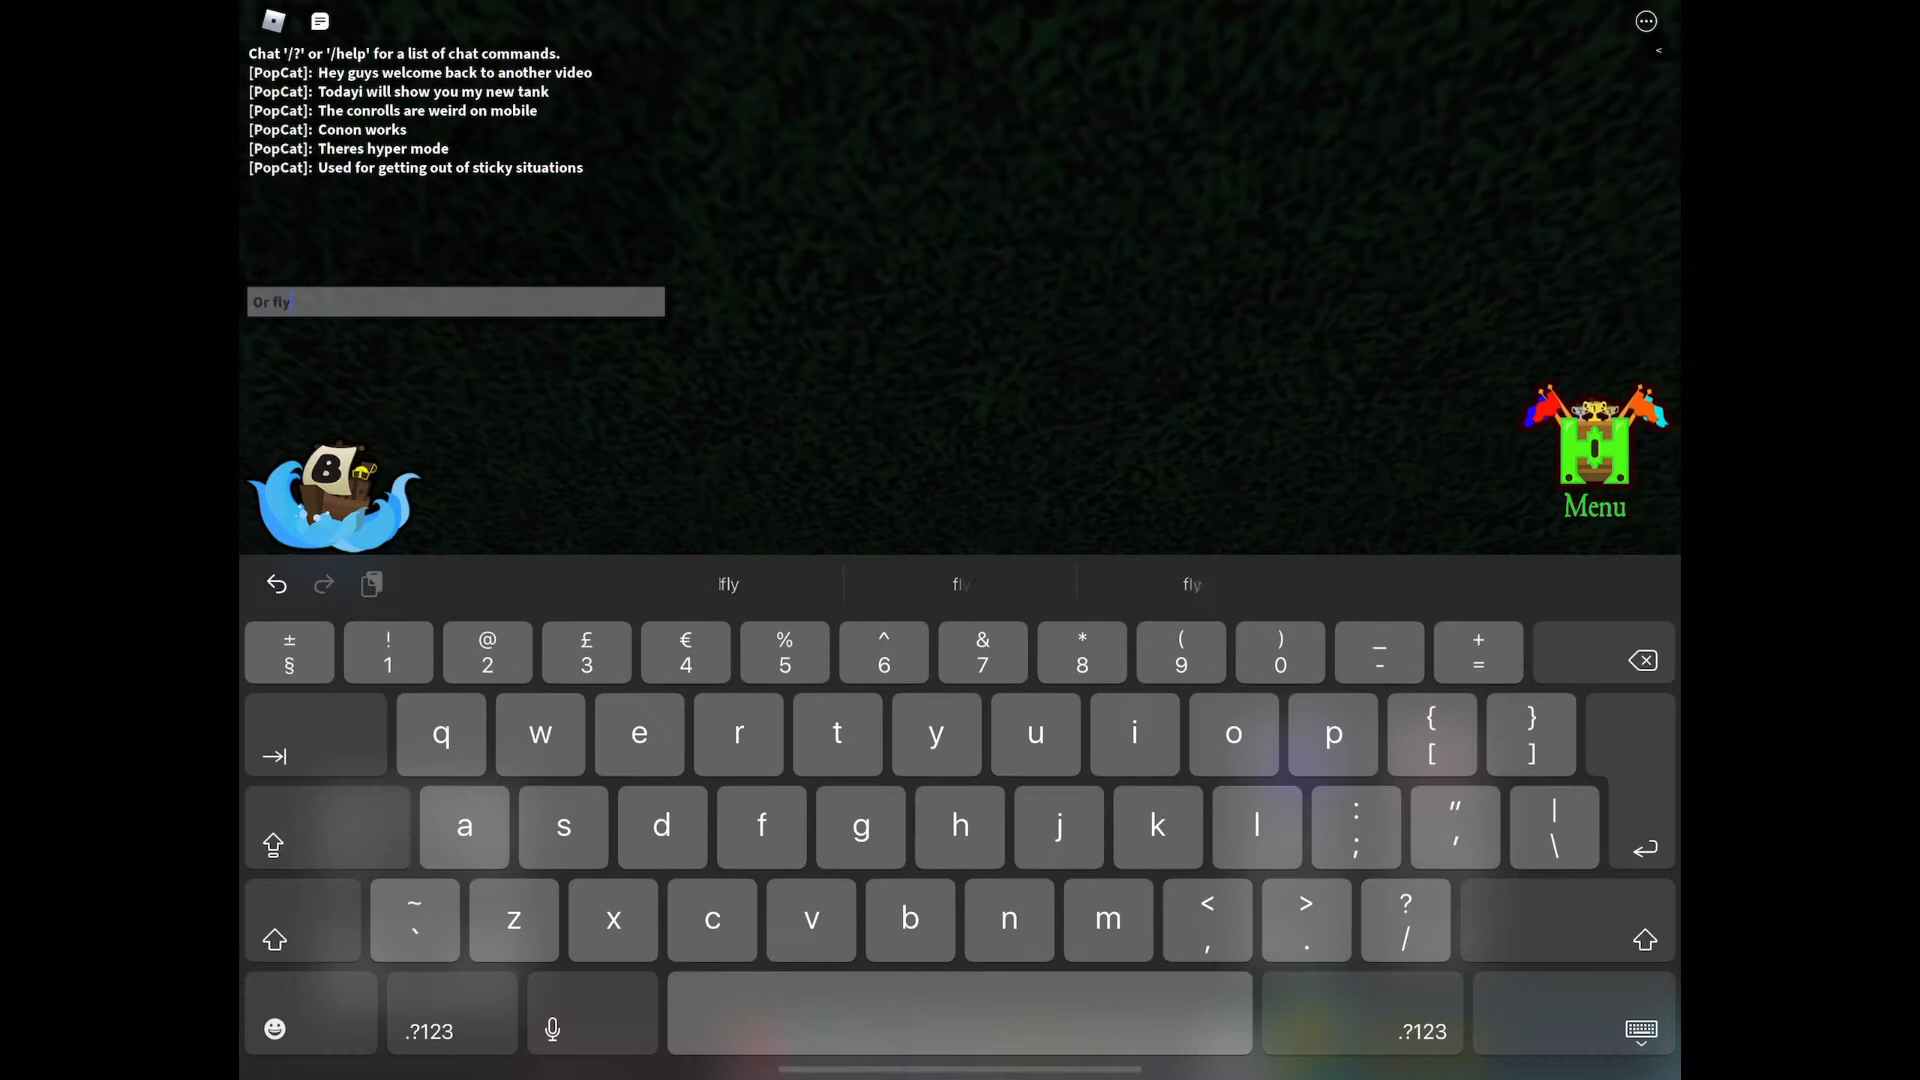 Chat '/?' or '/help' for a list of chat commands.
[PopCat]: Hey guys welcome back to another video
[PopCat]: Todayi will show you my new tank
[PopCat]: The conrolls are weird on mobile
[PopCat]: Conon works
[PopCat]: Theres hyper mode
[PopCat]: Used for getting out of sticky situations
Or fly
B
Menu
fly fly fly
± ! @ £ € % ^ & * ( ) _ +
§ 1 2 3 4 5 6 7 8 9 0 - =
q w e r t y u i o p { }
[ ]
a s d f g h j k l : " |
; ' \
~ z x c v b n m < > ?
` , . /
.?123 .?123